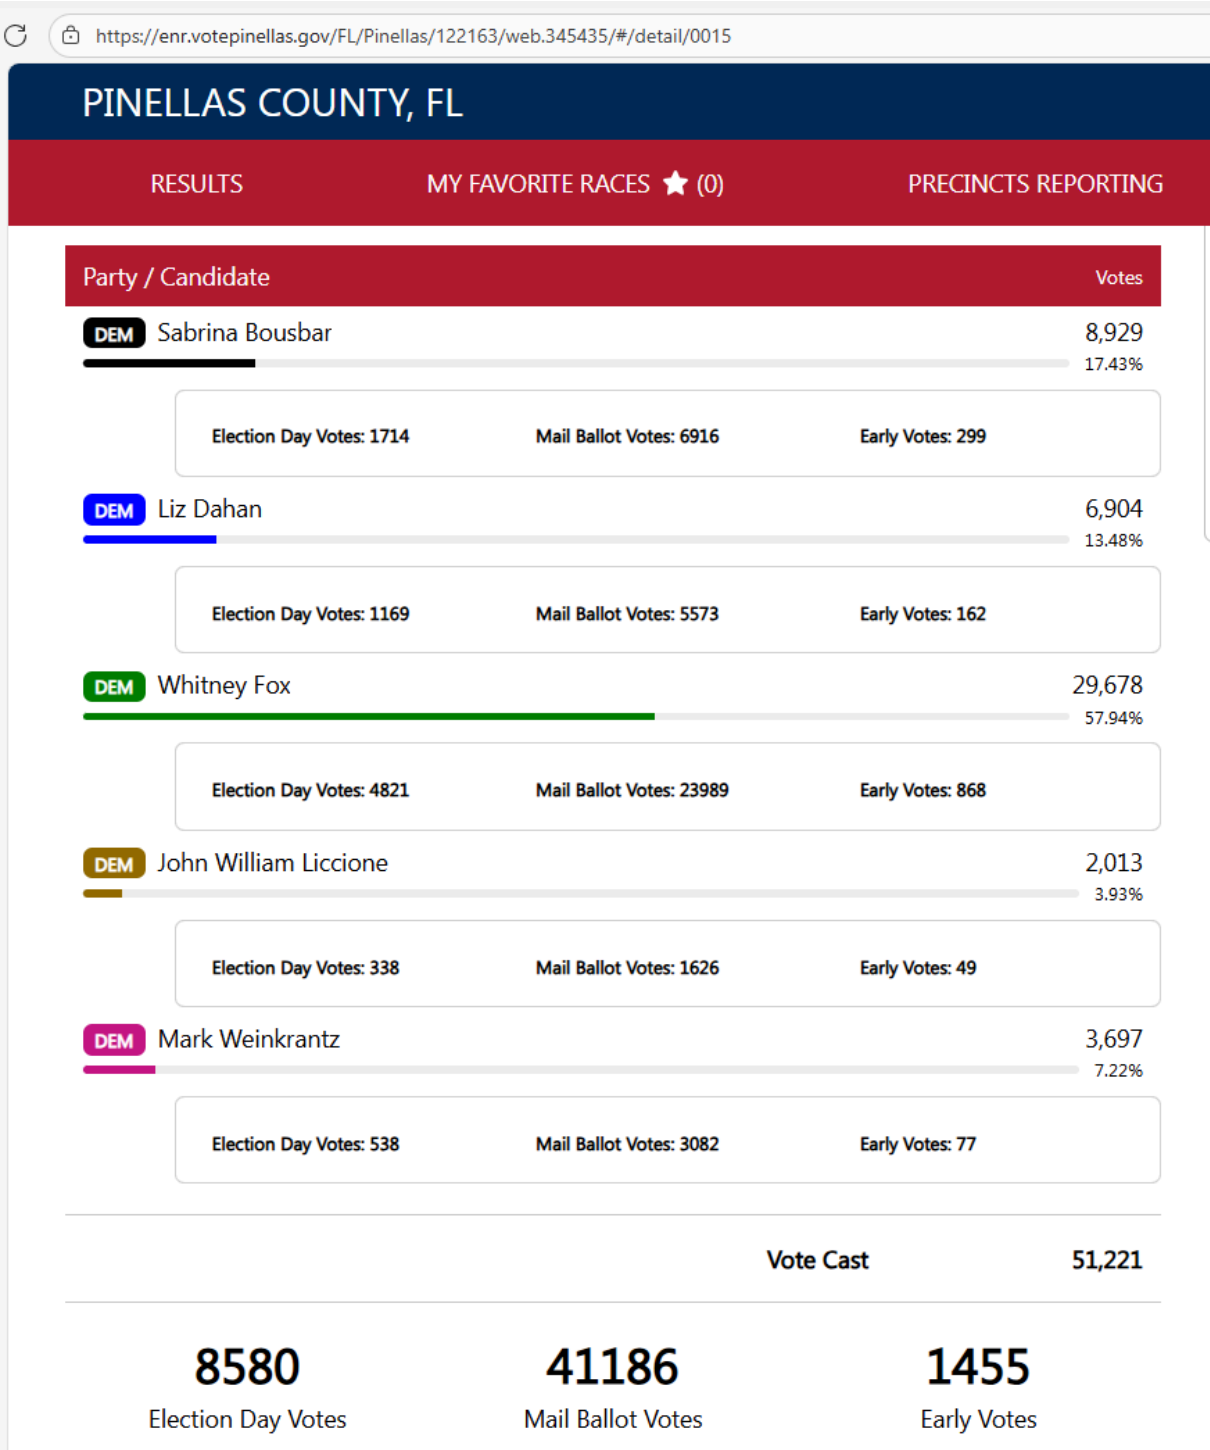 https://enr.votepinellas.gov/FL/Pinellas/122163/web.345435/#/detail/0015
PINELLAS COUNTY, FL
RESULTS MY FAVORITE RACES ★ (0) PRECINCTS REPORTING
Party / Candidate Votes
DEM Sabrina Bousbar 8,929
17.43%
Election Day Votes: 1714 Mail Ballot Votes: 6916 Early Votes: 299
DEM Liz Dahan 6,904
13.48%
Election Day Votes: 1169 Mail Ballot Votes: 5573 Early Votes: 162
DEM Whitney Fox 29,678
57.94%
Election Day Votes: 4821 Mail Ballot Votes: 23989 Early Votes: 868
DEM John William Liccione 2,013
3.93%
Election Day Votes: 338 Mail Ballot Votes: 1626 Early Votes: 49
DEM Mark Weinkrantz 3,697
7.22%
Election Day Votes: 538 Mail Ballot Votes: 3082 Early Votes: 77
Vote Cast 51,221
8580 41186 1455
Election Day Votes Mail Ballot Votes Early Votes